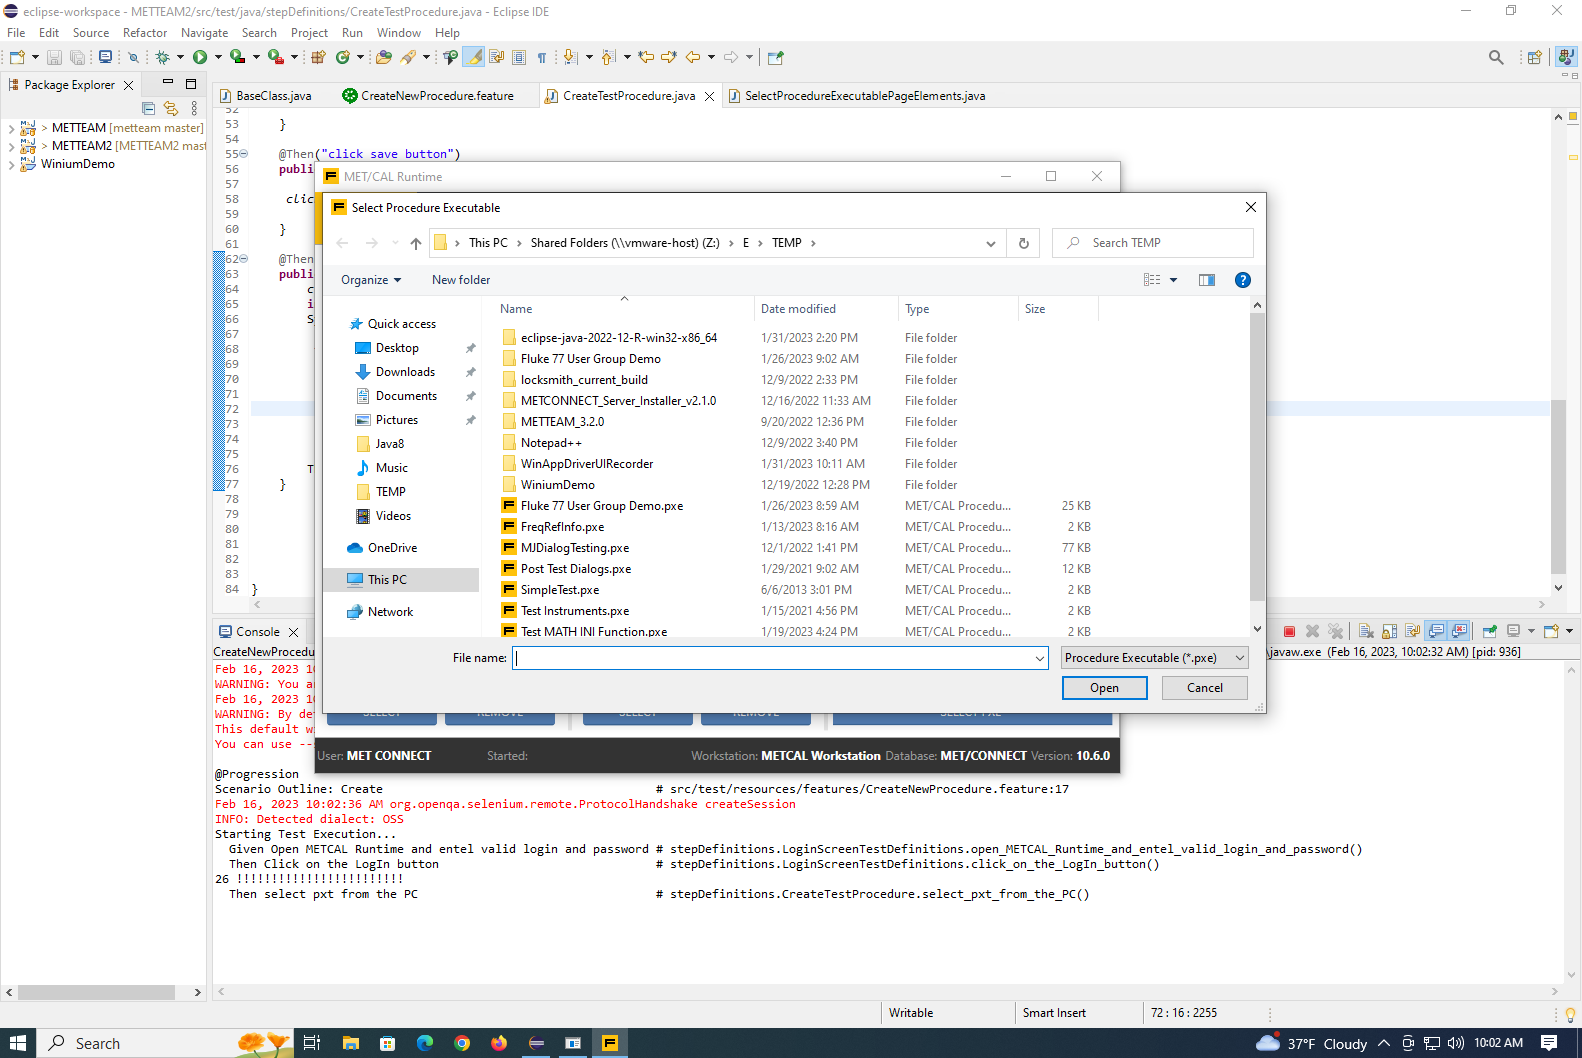 eclipse-workspace - METTEAM2/src/test/java/stepDefinitions/CreateTestProcedure.java - Eclipse IDE
File Edit Source Refactor Navigate Search Project Run Window Help
Package Explorer
METTEAM [metteam master]
METTEAM2 [METTEAM2 mast
WiniumDemo
BaseClass.java
CreateNewProcedure.feature
CreateTestProcedure.java
SelectProcedureExecutablePageElements.java
52
53 }
54
55 @Then("click save button")
56 publi
57
58 clic
59
60 }
61
62 @Then
63 publi
64 c
65 i
66 S
67
68
69
70
71
72
73
74
75
76 T
77 }
78
79
80
81
82
83
84 }
MET/CAL Runtime
Select Procedure Executable
This PC > Shared Folders (\\vmware-host) (Z:) > E > TEMP >
Search TEMP
Organize
New folder
Quick access
Desktop
Downloads
Documents
Pictures
Java8
Music
TEMP
Videos
OneDrive
This PC
Network
Name Date modified Type Size
eclipse-java-2022-12-R-win32-x86_64 1/31/2023 2:20 PM File folder
Fluke 77 User Group Demo 1/26/2023 9:02 AM File folder
locksmith_current_build 12/9/2022 2:33 PM File folder
METCONNECT_Server_Installer_v2.1.0 12/16/2022 11:33 AM File folder
METTEAM_3.2.0 9/20/2022 12:36 PM File folder
Notepad++ 12/9/2022 3:40 PM File folder
WinAppDriverUIRecorder 1/31/2023 10:11 AM File folder
WiniumDemo 12/19/2022 12:28 PM File folder
Fluke 77 User Group Demo.pxe 1/26/2023 8:59 AM MET/CAL Procedu... 25 KB
FreqRefInfo.pxe 1/13/2023 8:16 AM MET/CAL Procedu... 2 KB
MJDialogTesting.pxe 12/1/2022 1:41 PM MET/CAL Procedu... 77 KB
Post Test Dialogs.pxe 1/29/2021 9:02 AM MET/CAL Procedu... 12 KB
SimpleTest.pxe 6/6/2013 3:01 PM MET/CAL Procedu... 2 KB
Test Instruments.pxe 1/15/2021 4:56 PM MET/CAL Procedu... 2 KB
Test MATH INI Function.pxe 1/19/2023 4:24 PM MET/CAL Procedu... 2 KB
File name:
Procedure Executable (*.pxe)
Open
Cancel
SELECT REMOVE SELECT REMOVE SELECT PXE
User: MET CONNECT Started: Workstation: METCAL Workstation Database: MET/CONNECT Version: 10.6.0
Console
CreateNewProcedu
\javaw.exe (Feb 16, 2023, 10:02:32 AM) [pid: 936]
Feb 16, 2023 10
WARNING: You ar
Feb 16, 2023 10
WARNING: By def
This default w
You can use --
@Progression
Scenario Outline: Create # src/test/resources/features/CreateNewProcedure.feature:17
Feb 16, 2023 10:02:36 AM org.openqa.selenium.remote.ProtocolHandshake createSession
INFO: Detected dialect: OSS
Starting Test Execution...
Given Open METCAL Runtime and entel valid login and password # stepDefinitions.LoginScreenTestDefinitions.open_METCAL_Runtime_and_entel_valid_login_and_password()
Then Click on the LogIn button # stepDefinitions.LoginScreenTestDefinitions.click_on_the_LogIn_button()
26 !!!!!!!!!!!!!!!!!!!!!!!!
Then select pxt from the PC # stepDefinitions.CreateTestProcedure.select_pxt_from_the_PC()
Writable
Smart Insert
72 : 16 : 2255
Search
37°F Cloudy
10:02 AM